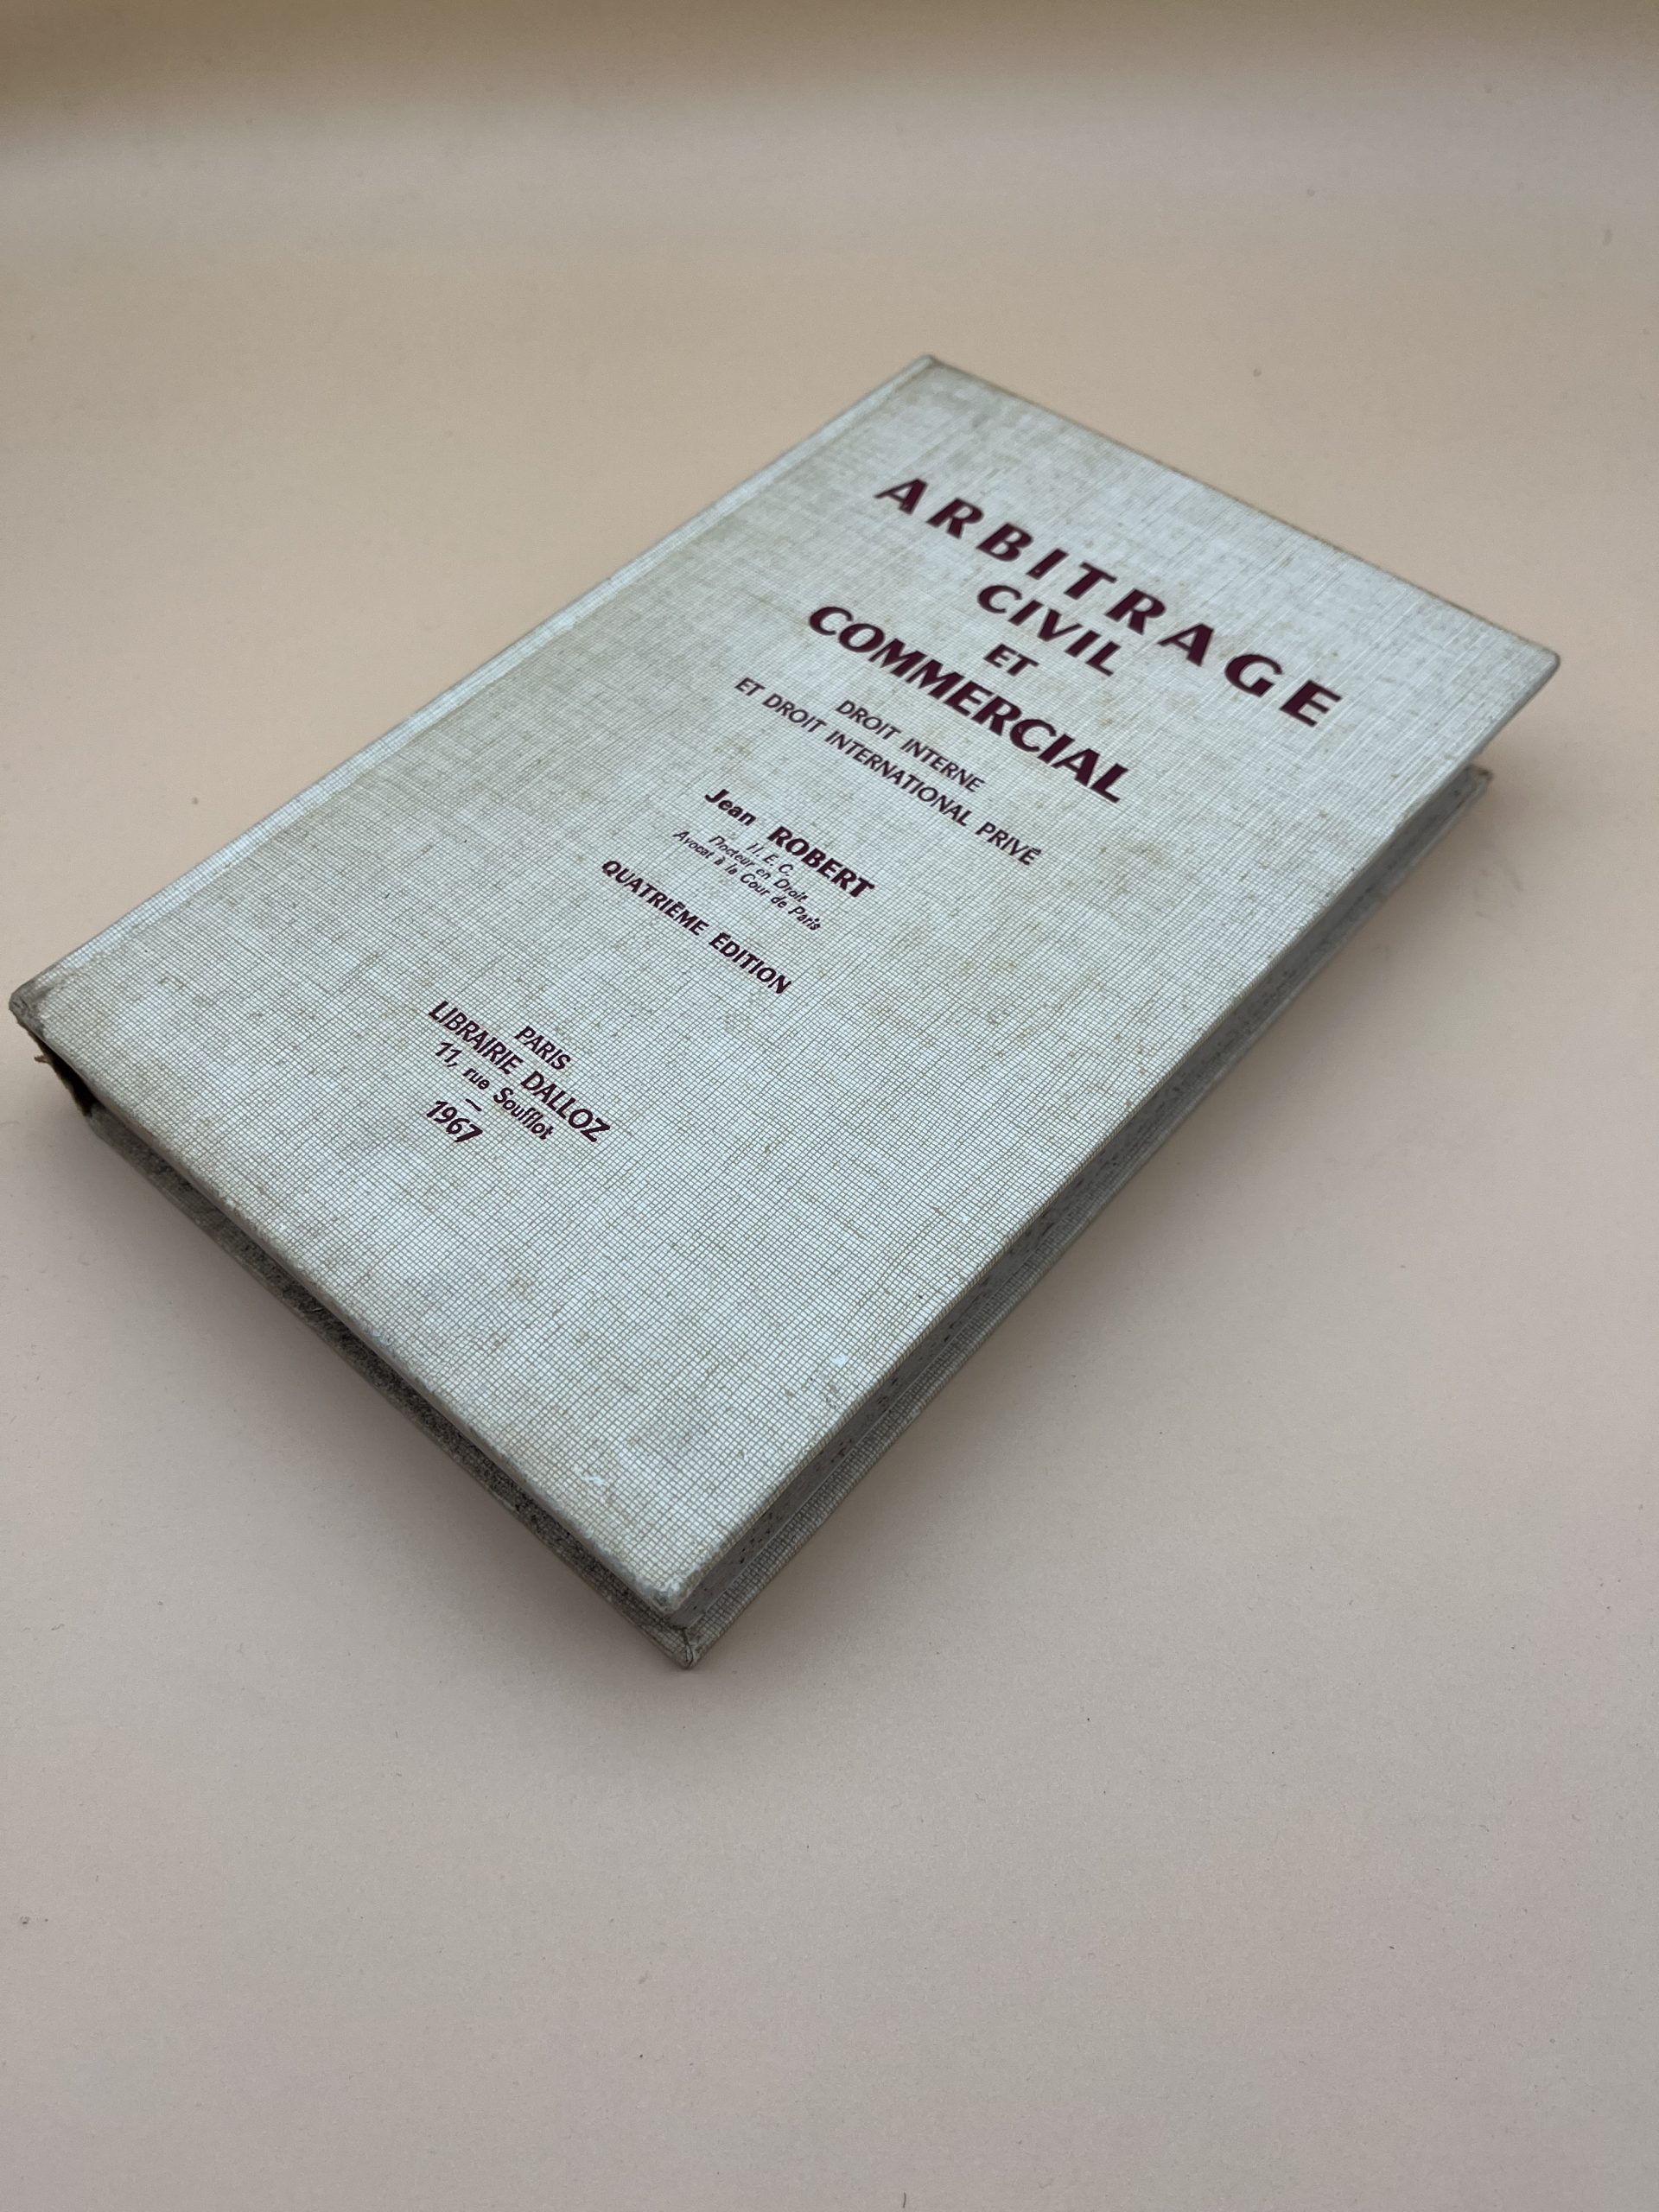 ARBITRAGE
CIVIL
ET
COMMERCIAL
DROIT INTERNE
ET DROIT INTERNATIONAL PRIVÉ
Jean ROBERT
H. E. C.
Docteur en Droit
Avocat à la Cour de Paris
QUATRIÈME ÉDITION
PARIS
LIBRAIRIE DALLOZ
11, rue Soufflot
—
1967